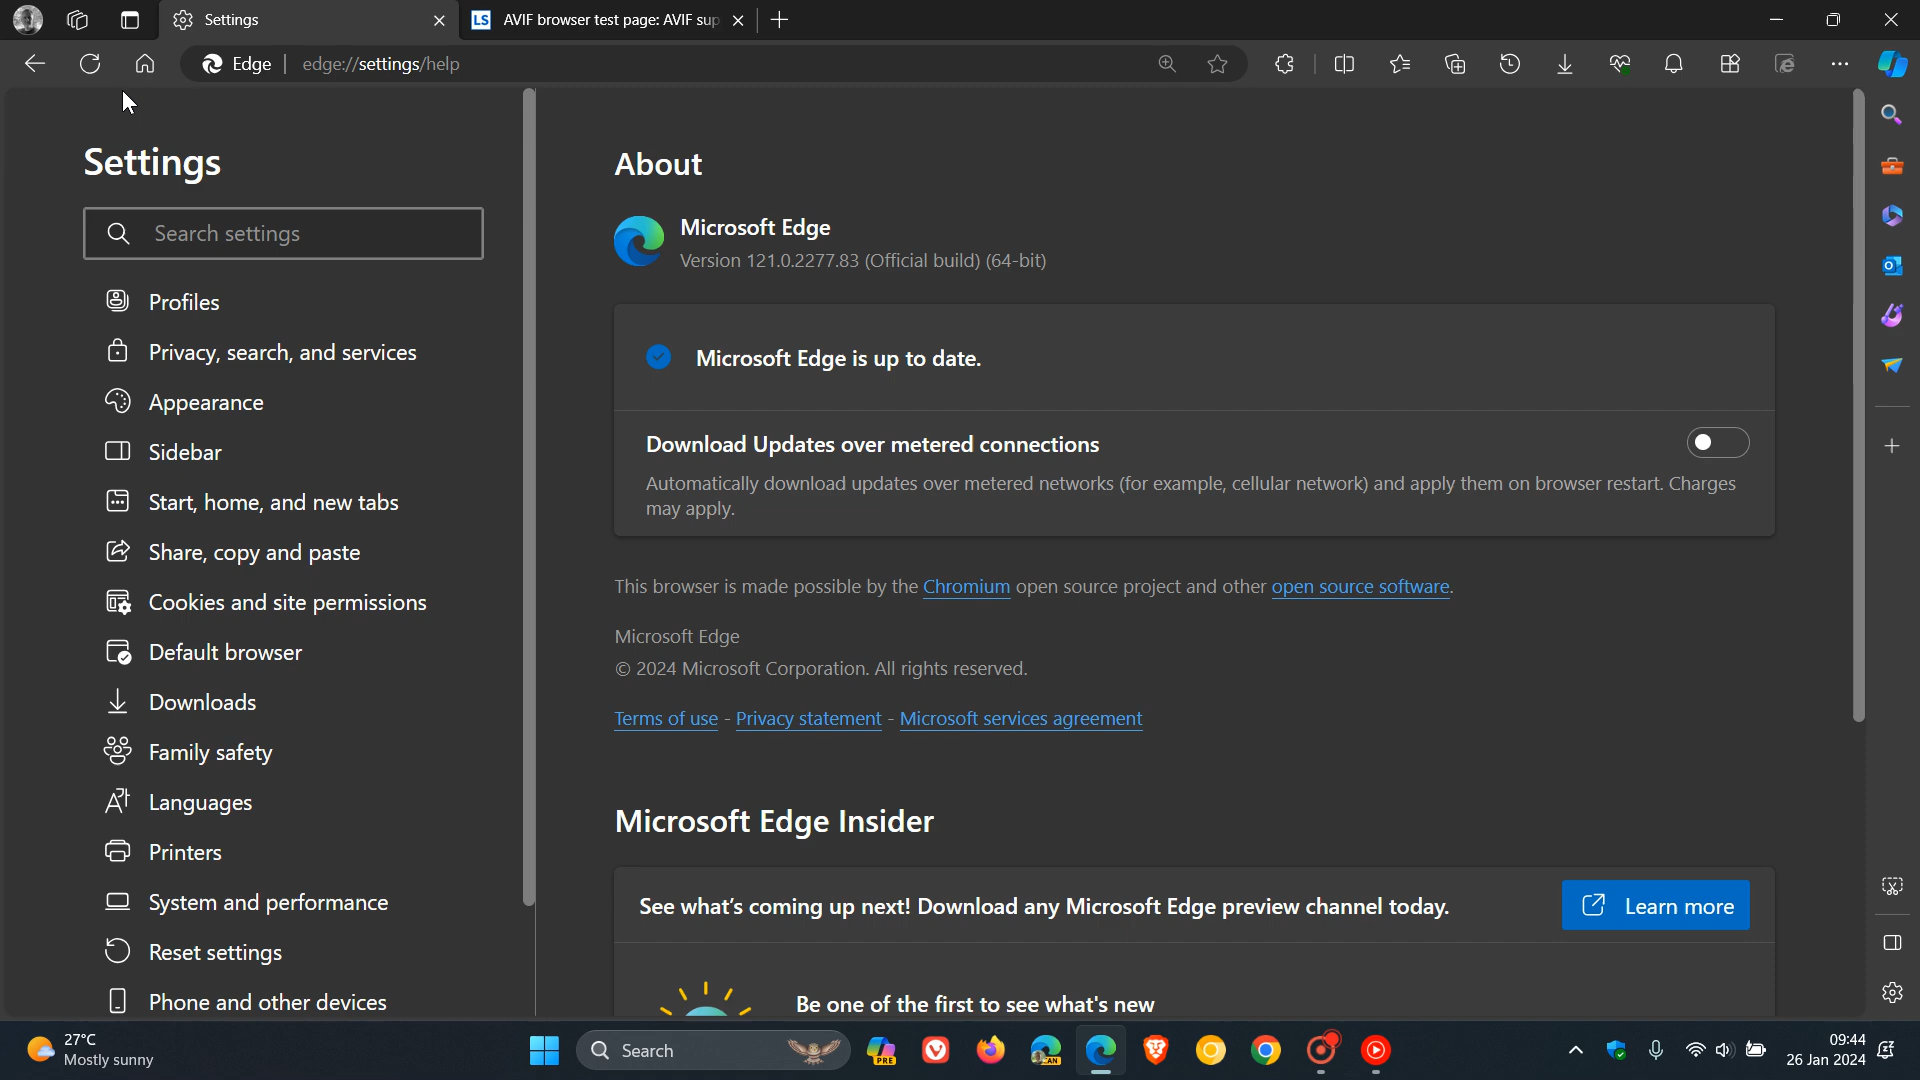 Settings
LS AVIF browser test page: AVIF sup
Edge edge://settings/help
Settings
Search settings
Profiles
Privacy, search, and services
Appearance
Sidebar
Start, home, and new tabs
Share, copy and paste
Cookies and site permissions
Default browser
Downloads
Family safety
Languages
Printers
System and performance
Reset settings
Phone and other devices
About
Microsoft Edge
Version 121.0.2277.83 (Official build) (64-bit)
Microsoft Edge is up to date.
Download Updates over metered connections
Automatically download updates over metered networks (for example, cellular network) and apply them on browser restart. Charges
may apply.
This browser is made possible by the Chromium open source project and other open source software.
Microsoft Edge
© 2024 Microsoft Corporation. All rights reserved.
Terms of use - Privacy statement - Microsoft services agreement
Microsoft Edge Insider
See what's coming up next! Download any Microsoft Edge preview channel today.
Learn more
Be one of the first to see what's new
27°C
Mostly sunny
Search
PRE
CAN
09:44
26 Jan 2024